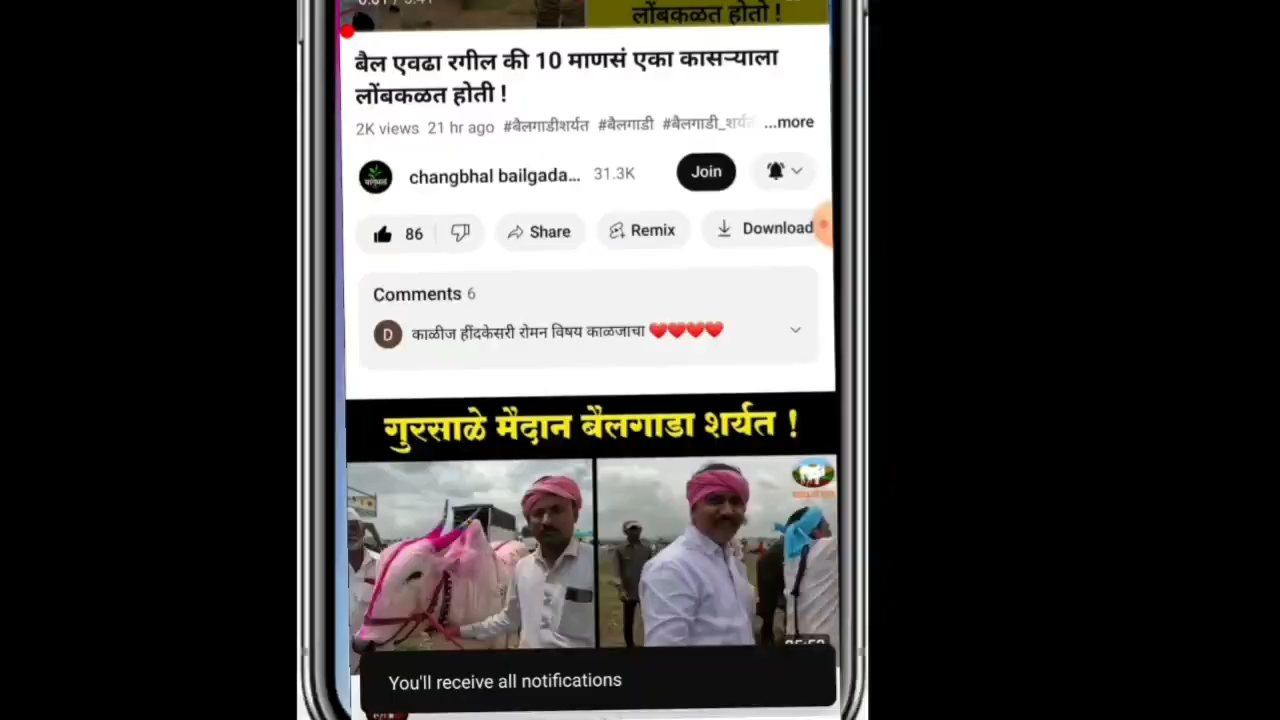 लोंबकळत होतो !
बैल एवढा रगील की 10 माणसं एका कासऱ्याला
लोंबकळत होती !
2K views 21 hr ago #बैलगाडीशर्यत #बैलगाडी #बैलगाडी_शर्यत ...more
changbhal bailgada... 31.3K Join
86 Share Remix Download
Comments 6
D काळीज हींदकेसरी रोमन विषय काळजाचा ❤️❤️❤️❤️
गुरसाळे मैदान बैलगाडा शर्यत !
You'll receive all notifications